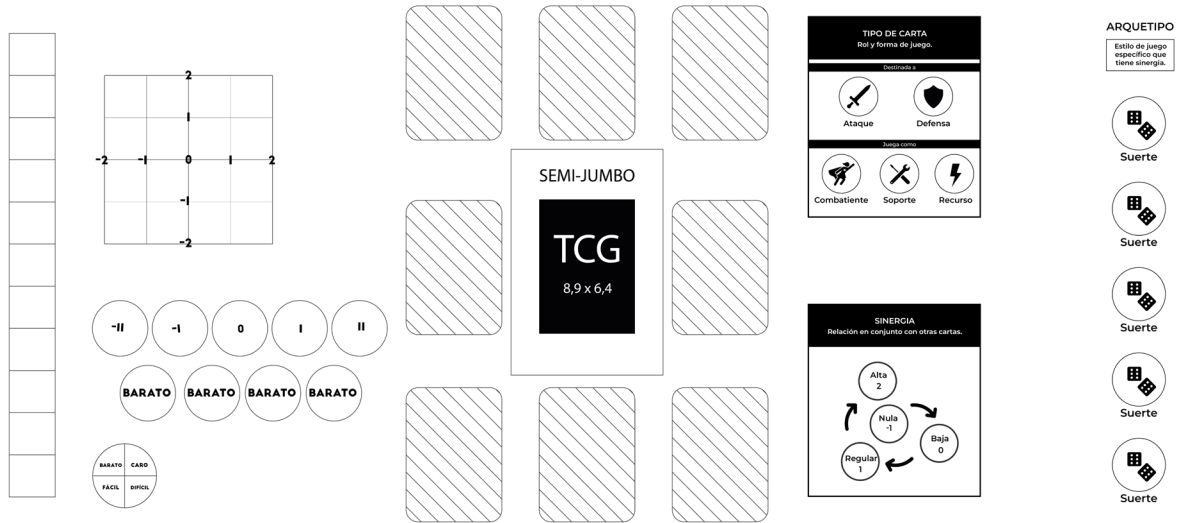 2
1
-2
-1
0
1
2
-1
-2
-11
-1
0
1
11
BARATO
BARATO
BARATO
BARATO
BARATO
CARO
FÁCIL
DIFÍCIL
SEMI-JUMBO
TCG
8,9 x 6,4
TIPO DE CARTA
Rol y forma de juego.
Destinada a
Ataque
Defensa
Juega como
Combatiente
Soporte
Recurso
SINERGIA
Relación en conjunto con otras cartas.
Alta
2
Nula
-1
Baja
0
Regular
1
ARQUETIPO
Estilo de juego
específico que
tiene sinergia.
Suerte
Suerte
Suerte
Suerte
Suerte